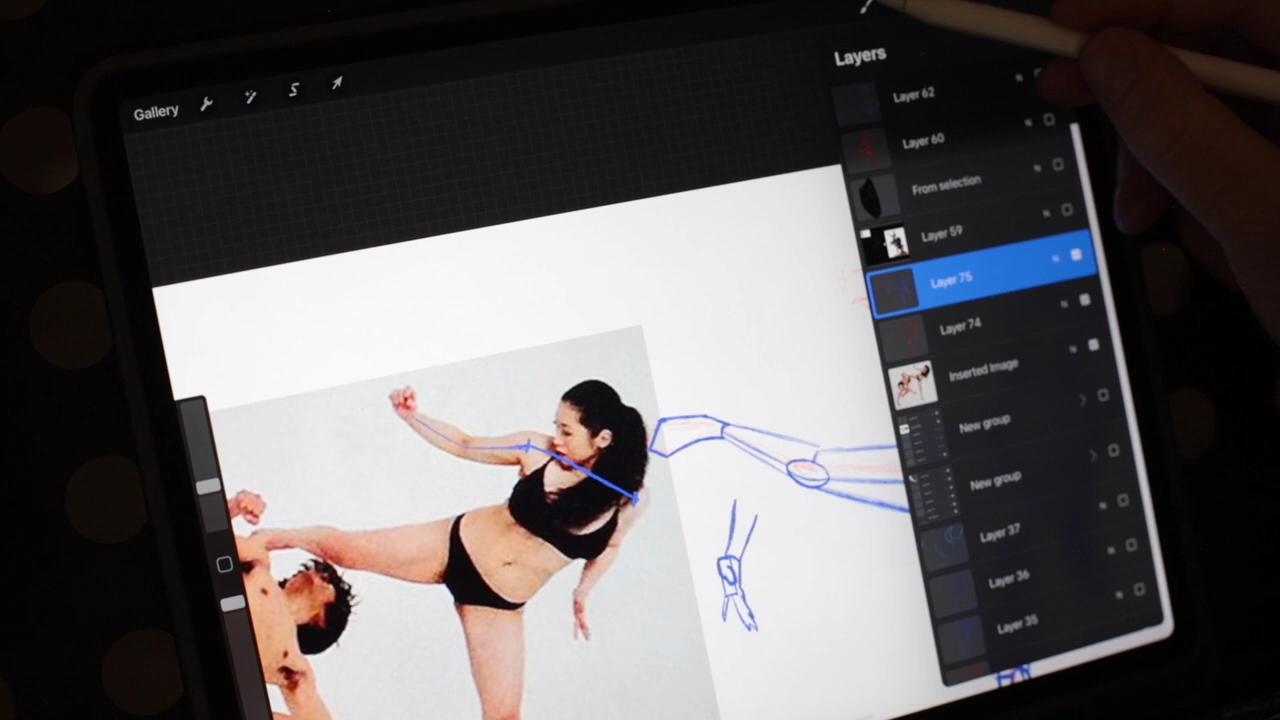 Gallery
Layers
Layer 62
Layer 60
From selection
Layer 59
Layer 75
Layer 74
Inserted Image
New group
New group
Layer 37
Layer 36
Layer 35